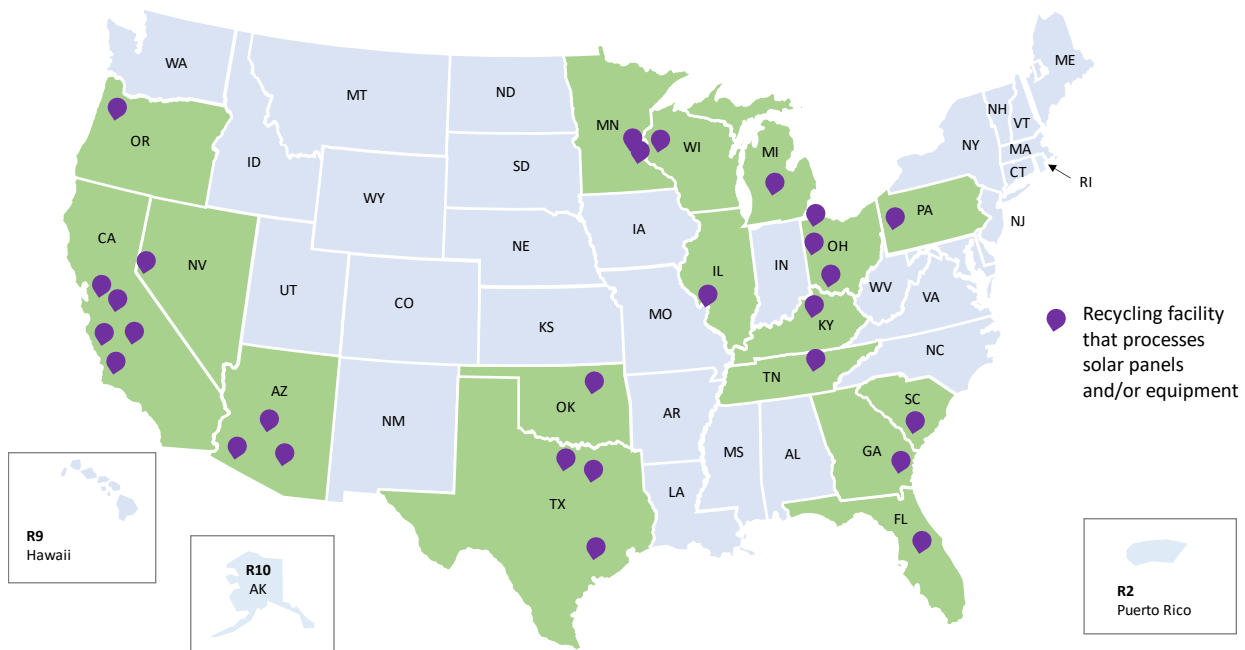 WA
MT
ND
MN
ME
OR
ID
SD
WI
MI
NY
NH
VT
MA
CT
RI
WY
IA
PA
NJ
CA
NV
NE
IL
IN
OH
UT
CO
KS
MO
WV
VA
KY
NC
AZ
NM
OK
AR
TN
SC
MS
AL
GA
TX
LA
FL
Recycling facility
that processes
solar panels
and/or equipment
R9
Hawaii
R10
AK
R2
Puerto Rico